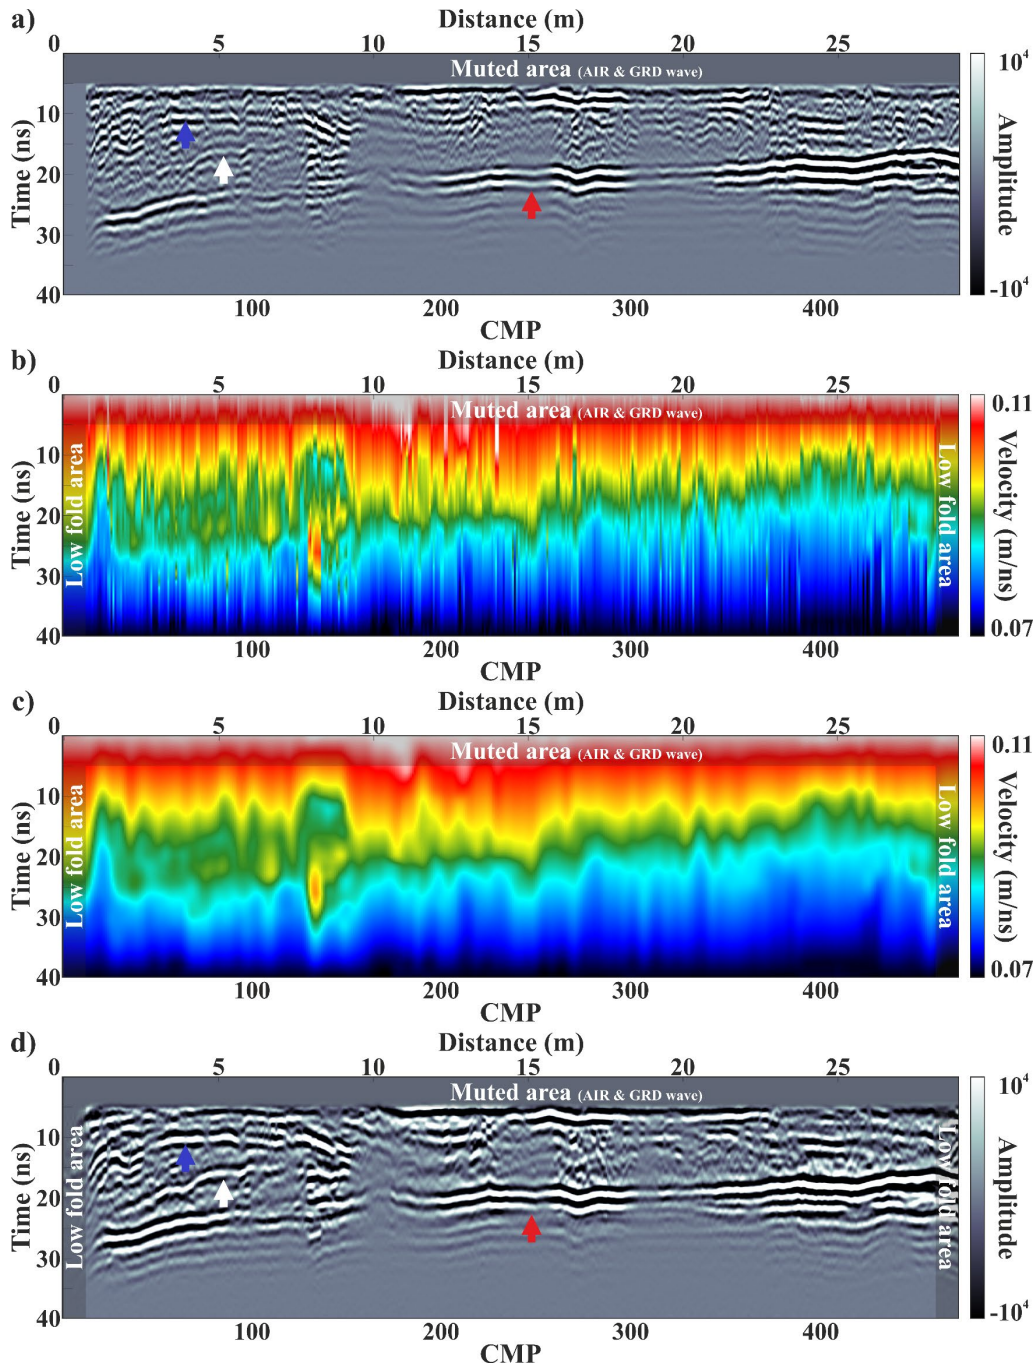 a)
Distance (m)
0 5 10 15 20 25
Muted area (AIR & GRD wave)
10
20
30
40
Time (ns)
100 200 300 400
CMP
10⁴
Amplitude
-10⁴
b)
Distance (m)
0 5 10 15 20 25
Muted area (AIR & GRD wave)
10
20
30
40
Time (ns)
Low fold area
Low fold area
100 200 300 400
CMP
0.11
Velocity (m/ns)
0.07
c)
Distance (m)
0 5 10 15 20 25
Muted area (AIR & GRD wave)
10
20
30
40
Time (ns)
Low fold area
Low fold area
100 200 300 400
CMP
0.11
Velocity (m/ns)
0.07
d)
Distance (m)
0 5 10 15 20 25
Muted area (AIR & GRD wave)
10
20
30
40
Time (ns)
Low fold area
Low fold area
100 200 300 400
CMP
10⁴
Amplitude
-10⁴